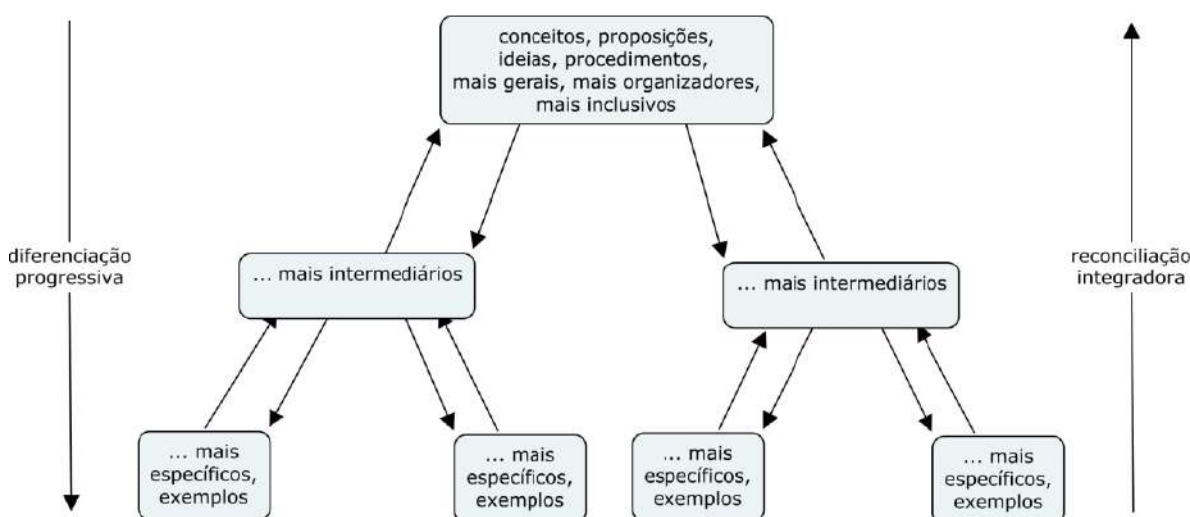 conceitos, proposições,
ideias, procedimentos,
mais gerais, mais organizadores,
mais inclusivos
diferenciação
progressiva
... mais intermediários
... mais intermediários
reconciliação
integradora
... mais
específicos,
exemplos
... mais
específicos,
exemplos
... mais
específicos,
exemplos
... mais
específicos,
exemplos